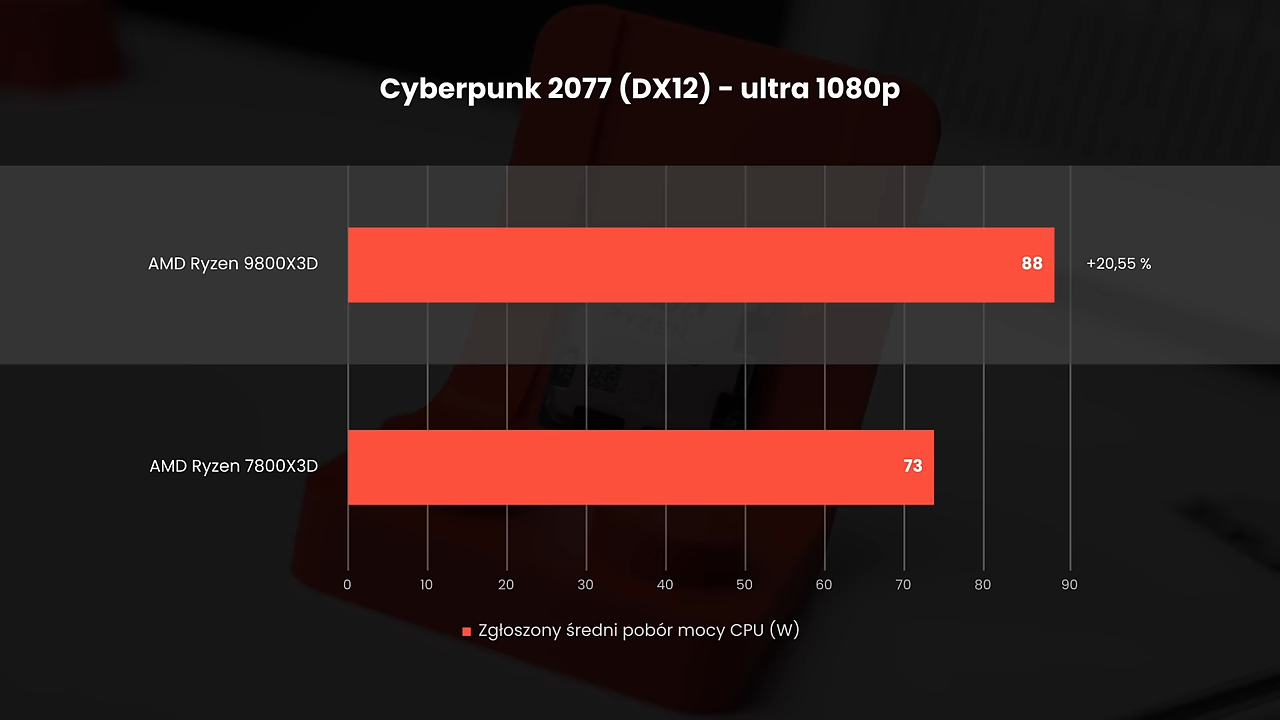 Cyberpunk 2077 (DX12) - ultra 1080p
AMD Ryzen 9800X3D
88
+20,55 %
AMD Ryzen 7800X3D
73
0 10 20 30 40 50 60 70 80 90
Zgłoszony średni pobór mocy CPU (W)